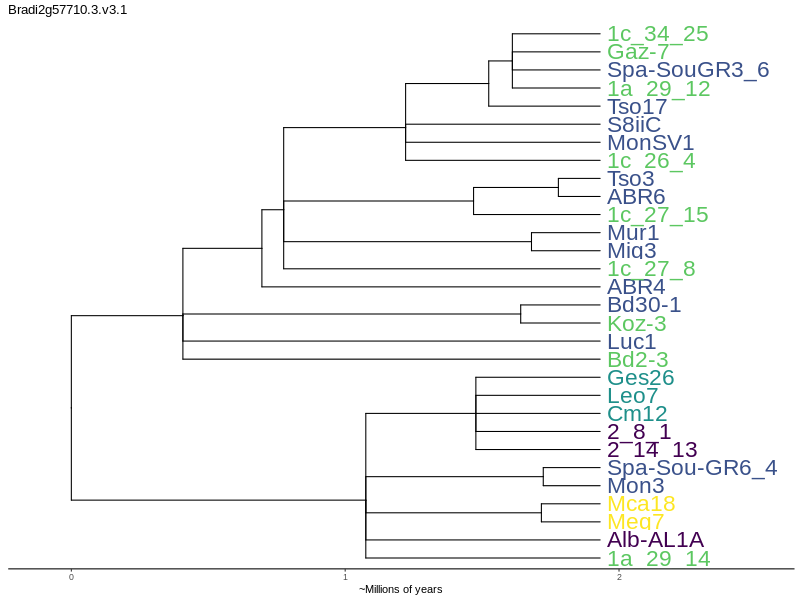 Bradi2g57710.3.v3.1
1c_34_25
Gaz-7
Spa-SouGR3_6
1a_29_12
Tso17
S8iiC
MonSV1
1c_26_4
Tso3
ABR6
1c_27_15
Mur1
Mig3
1c_27_8
ABR4
Bd30-1
Koz-3
Luc1
Bd2-3
Ges26
Leo7
Cm12
2_8_1
2_14_13
Spa-Sou-GR6_4
Mon3
Mca18
Meg7
Alb-AL1A
1a_29_14
0 1 2
~Millions of years